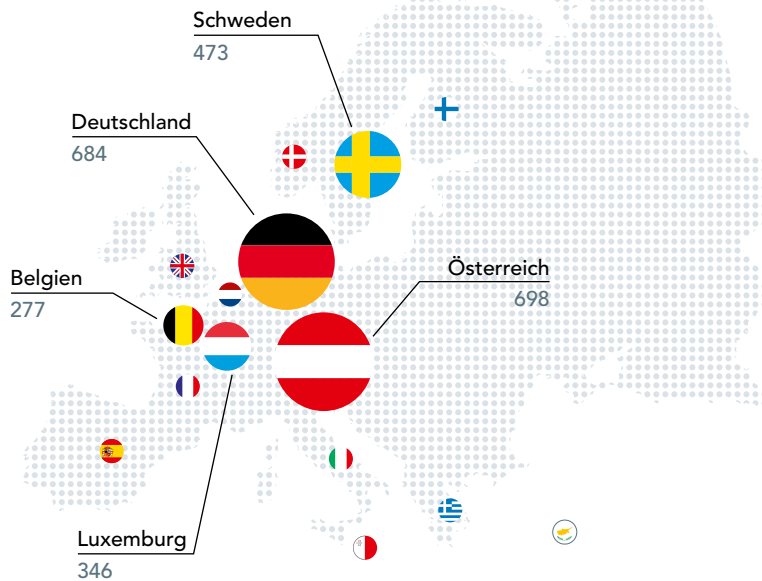 Schweden
473
Deutschland
684
Belgien
277
Österreich
698
Luxemburg
346